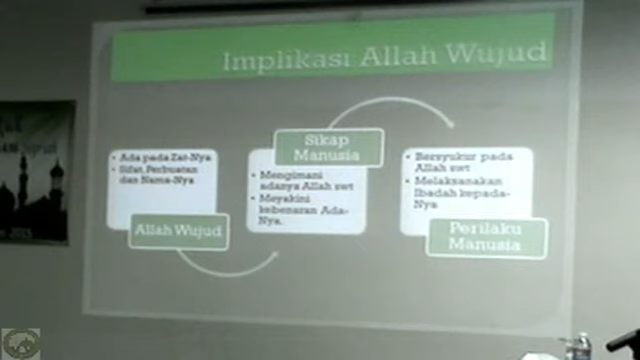 Implikasi Allah Wujud
• Ada pada Zat-Nya
• Sifat, Perbuatan
dan Nama-Nya
Allah Wujud
Sikap
Manusia
• Mengimani
adanya Allah swt
• Meyakini
kebenaran Ada-
Nya.
• Bersyukur pada
Allah swt
• Melaksanakan
Ibadah kepada-
Nya
Perilaku
Manusia